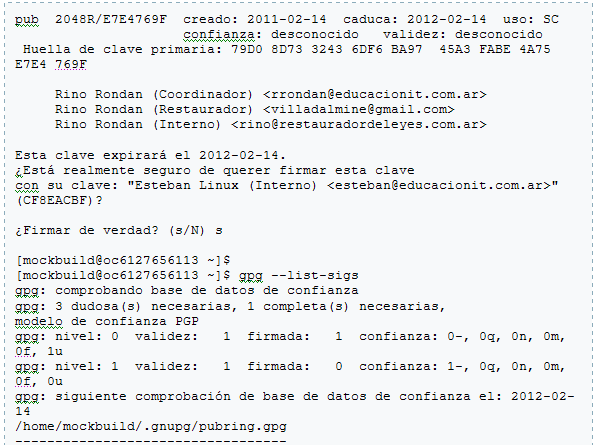 pub  2048R/E7E4769F  creado: 2011-02-14  caduca: 2012-02-14  uso: SC
                     confianza: desconocido   validez: desconocido
 Huella de clave primaria: 79D0 8D73 3243 6DF6 BA97  45A3 FABE 4A75
E7E4 769F
     Rino Rondan (Coordinador) <rrondan@educacionit.com.ar>
     Rino Rondan (Restaurador) <villadalmine@gmail.com>
     Rino Rondan (Interno) <rino@restauradordeleyes.com.ar>
Esta clave expirará el 2012-02-14.
¿Está realmente seguro de querer firmar esta clave
con su clave: "Esteban Linux (Interno) <esteban@educacionit.com.ar>"
(CF8EACBF)?
¿Firmar de verdad? (s/N) s
[mockbuild@oc6127656113 ~]$
[mockbuild@oc6127656113 ~]$ gpg --list-sigs
gpg: comprobando base de datos de confianza
gpg: 3 dudosa(s) necesarias, 1 completa(s) necesarias,
modelo de confianza PGP
gpg: nivel: 0  validez:   1  firmada:   1  confianza: 0-, 0q, 0n, 0m,
0f, 1u
gpg: nivel: 1  validez:   1  firmada:   0  confianza: 1-, 0q, 0n, 0m,
0f, 0u
gpg: siguiente comprobación de base de datos de confianza el: 2012-02-
14
/home/mockbuild/.gnupg/pubring.gpg
----------------------------------